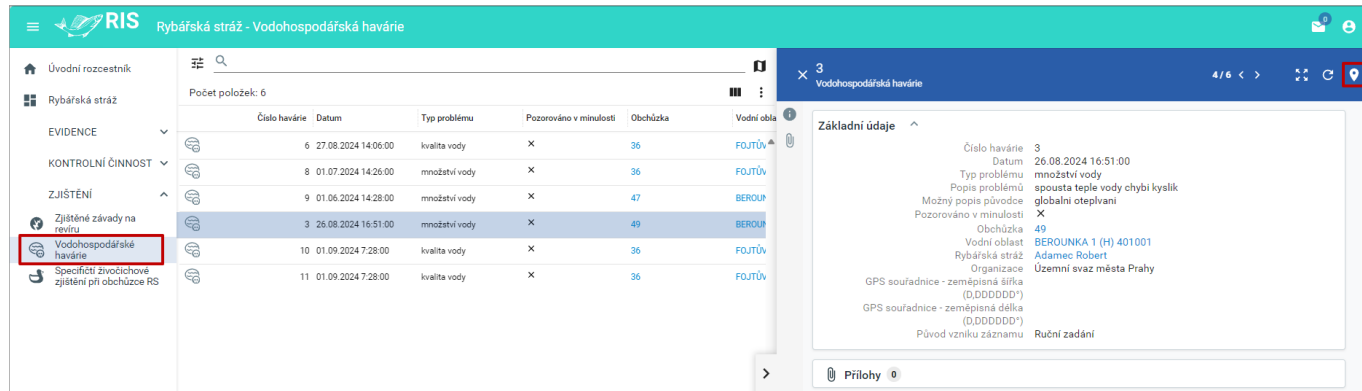 RIS Rybářská stráž - Vodohospodářská havárie
Úvodní rozcestník
Rybářská stráž
EVIDENCE
KONTROLNÍ ČINNOST
ZJIŠTĚNÍ
Zjištěné závady na
revíru
Vodohospodářské
havárie
Specifičtí živočichové
zjištění při obchůzce RS
Počet položek: 6
Číslo havárie Datum Typ problému Pozorováno v minulosti Obchůzka Vodní obla
6 27.08.2024 14:06:00 kvalita vody × 36 FOJTŮV
8 01.07.2024 14:26:00 množství vody × 36 FOJTŮV
9 01.06.2024 14:28:00 množství vody × 47 BEROUN
3 26.08.2024 16:51:00 množství vody × 49 BEROUN
10 01.09.2024 7:28:00 kvalita vody × 36 FOJTŮV
11 01.09.2024 7:28:00 kvalita vody × 36 FOJTŮV
3
Vodohospodářská havárie
4/6
Základní údaje
Číslo havárie 3
Datum 26.08.2024 16:51:00
Typ problému množství vody
Popis problémů spousta teple vody chybi kyslik
Možný popis původce globalni oteplvani
Pozorováno v minulosti ×
Obchůzka 49
Vodní oblast BEROUNKA 1 (H) 401001
Rybářská stráž Adamec Robert
Organizace Územní svaz města Prahy
GPS souřadnice - zeměpisná šířka
(D,DDDDDD°)
GPS souřadnice - zeměpisná délka
(D,DDDDDD°)
Původ vzniku záznamu Ruční zadání
Přílohy 0